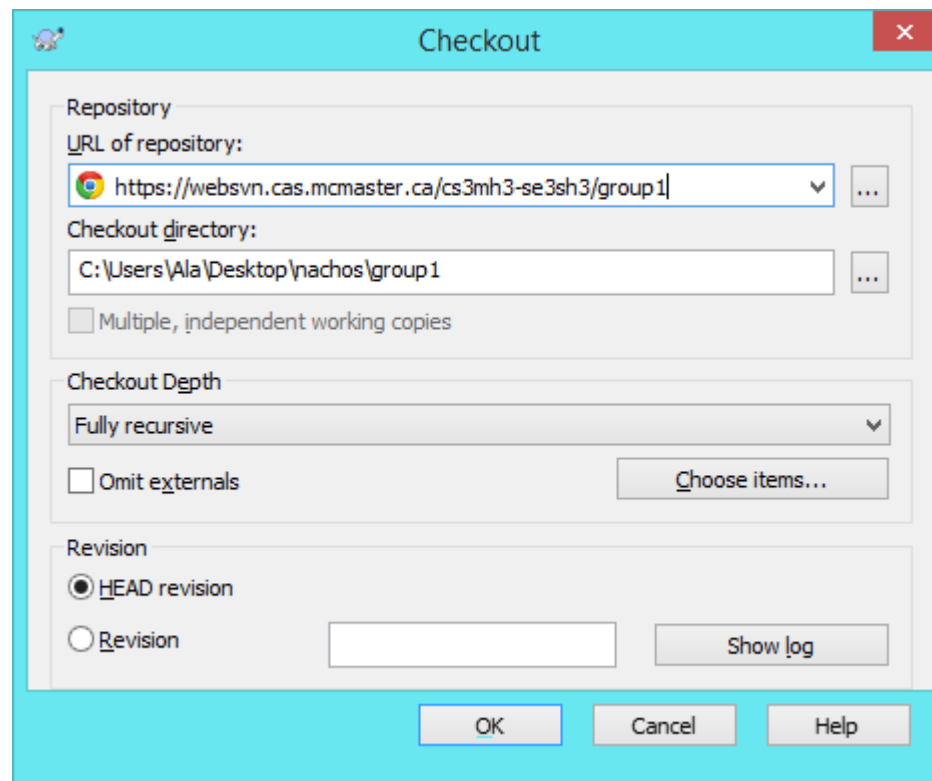 Checkout
Repository
URL of repository:
https://websvn.cas.mcmaster.ca/cs3mh3-se3sh3/group1
...
Checkout directory:
C:\Users\Ala\Desktop\nachos\group1
...
Multiple, independent working copies
Checkout Depth
Fully recursive
Omit externals
Choose items...
Revision
HEAD revision
Revision
Show log
OK Cancel Help